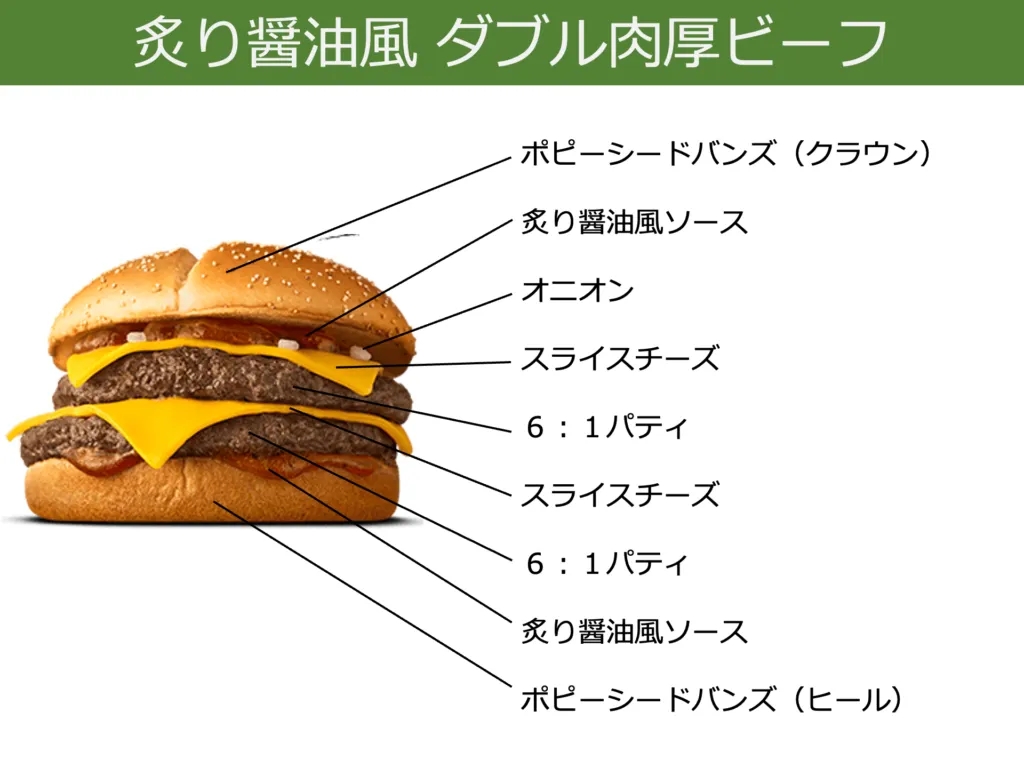 炙り醤油風 ダブル肉厚ビーフ
ポピーシードバンズ（クラウン）
炙り醤油風ソース
オニオン
スライスチーズ
６：１パティ
スライスチーズ
６：１パティ
炙り醤油風ソース
ポピーシードバンズ（ヒール）